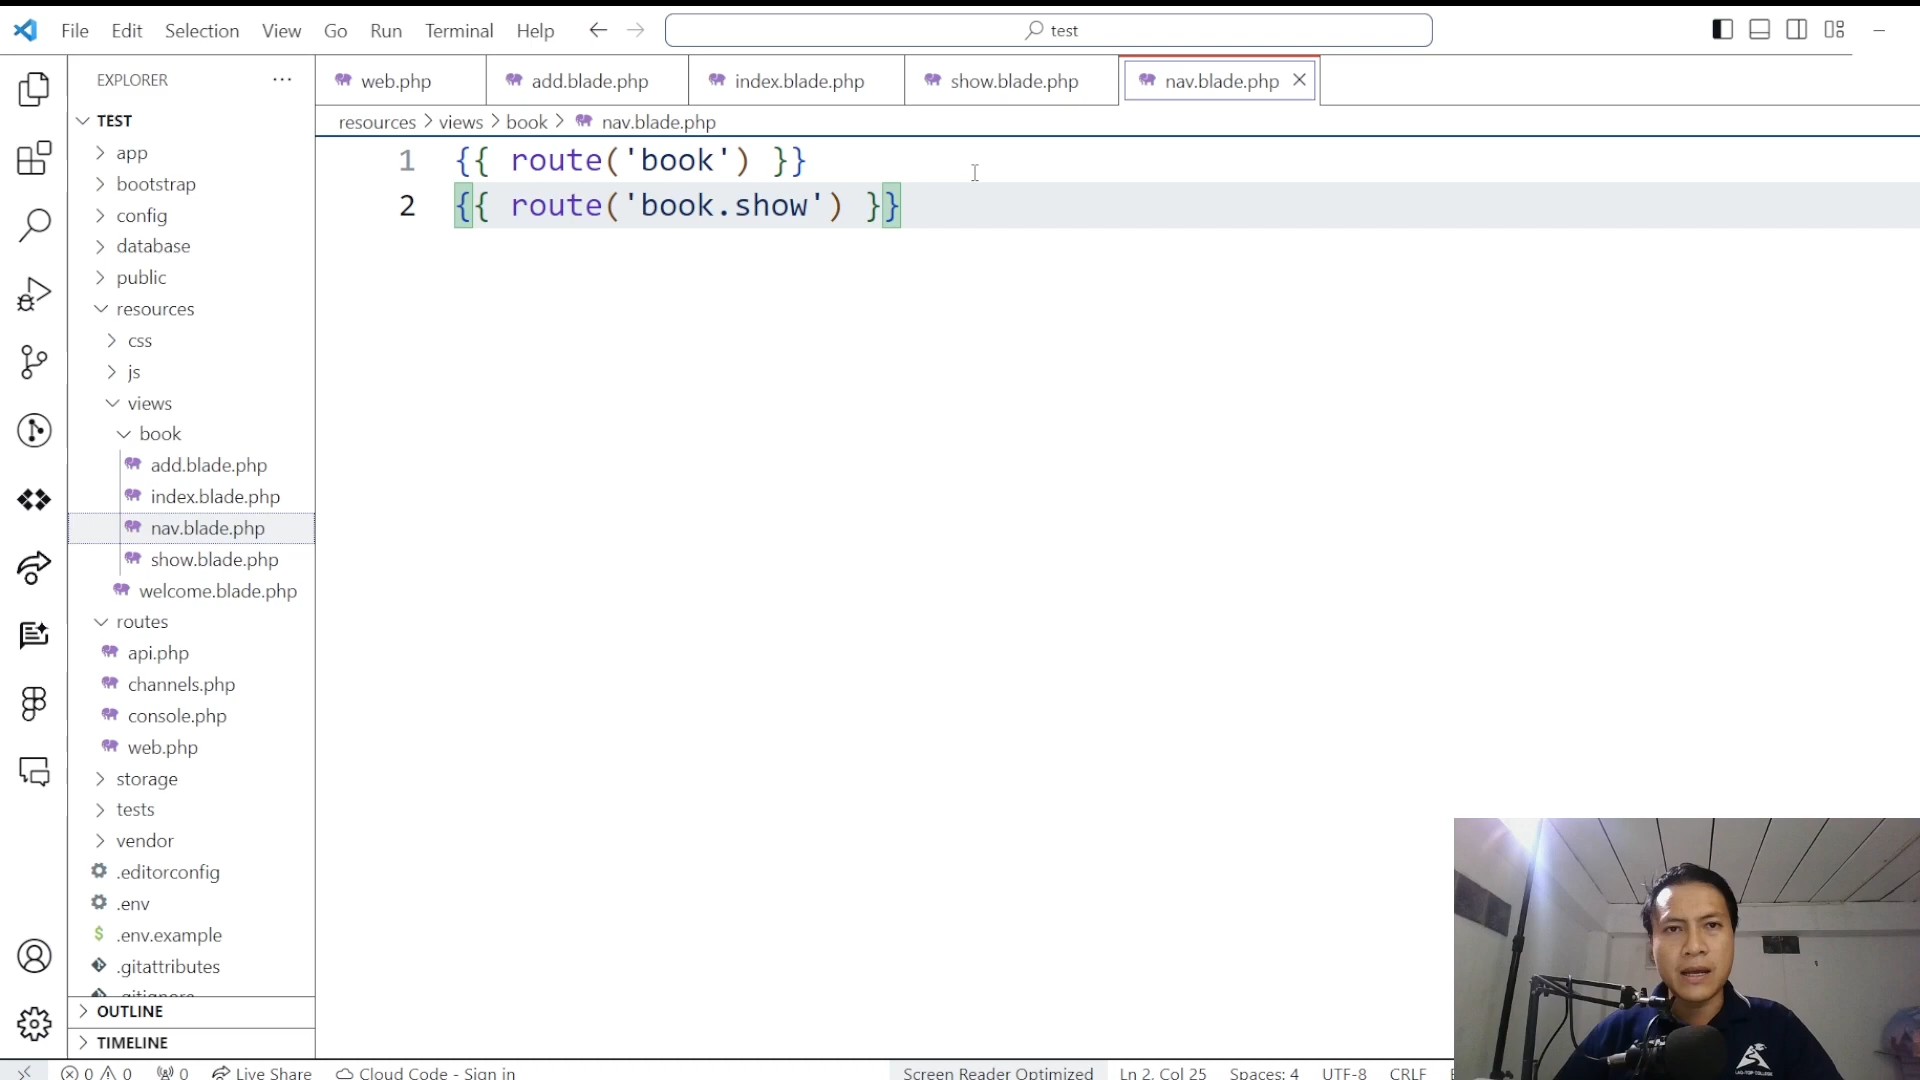 File Edit Selection View Go Run Terminal Help
test
EXPLORER
web.php
add.blade.php
index.blade.php
show.blade.php
nav.blade.php
resources > views > book > nav.blade.php
1 {{ route('book') }}
2 {{ route('book.show') }}
TEST
app
bootstrap
config
database
public
resources
css
js
views
book
add.blade.php
index.blade.php
nav.blade.php
show.blade.php
welcome.blade.php
routes
api.php
channels.php
console.php
web.php
storage
tests
vendor
.editorconfig
.env
.env.example
.gitattributes
.gitignore
OUTLINE
TIMELINE
0 0 0 Live Share Cloud Code - Sign in Screen Reader Optimized Ln 2, Col 25 Spaces: 4 UTF-8 CRLF
LAO-TOP COLLEGE